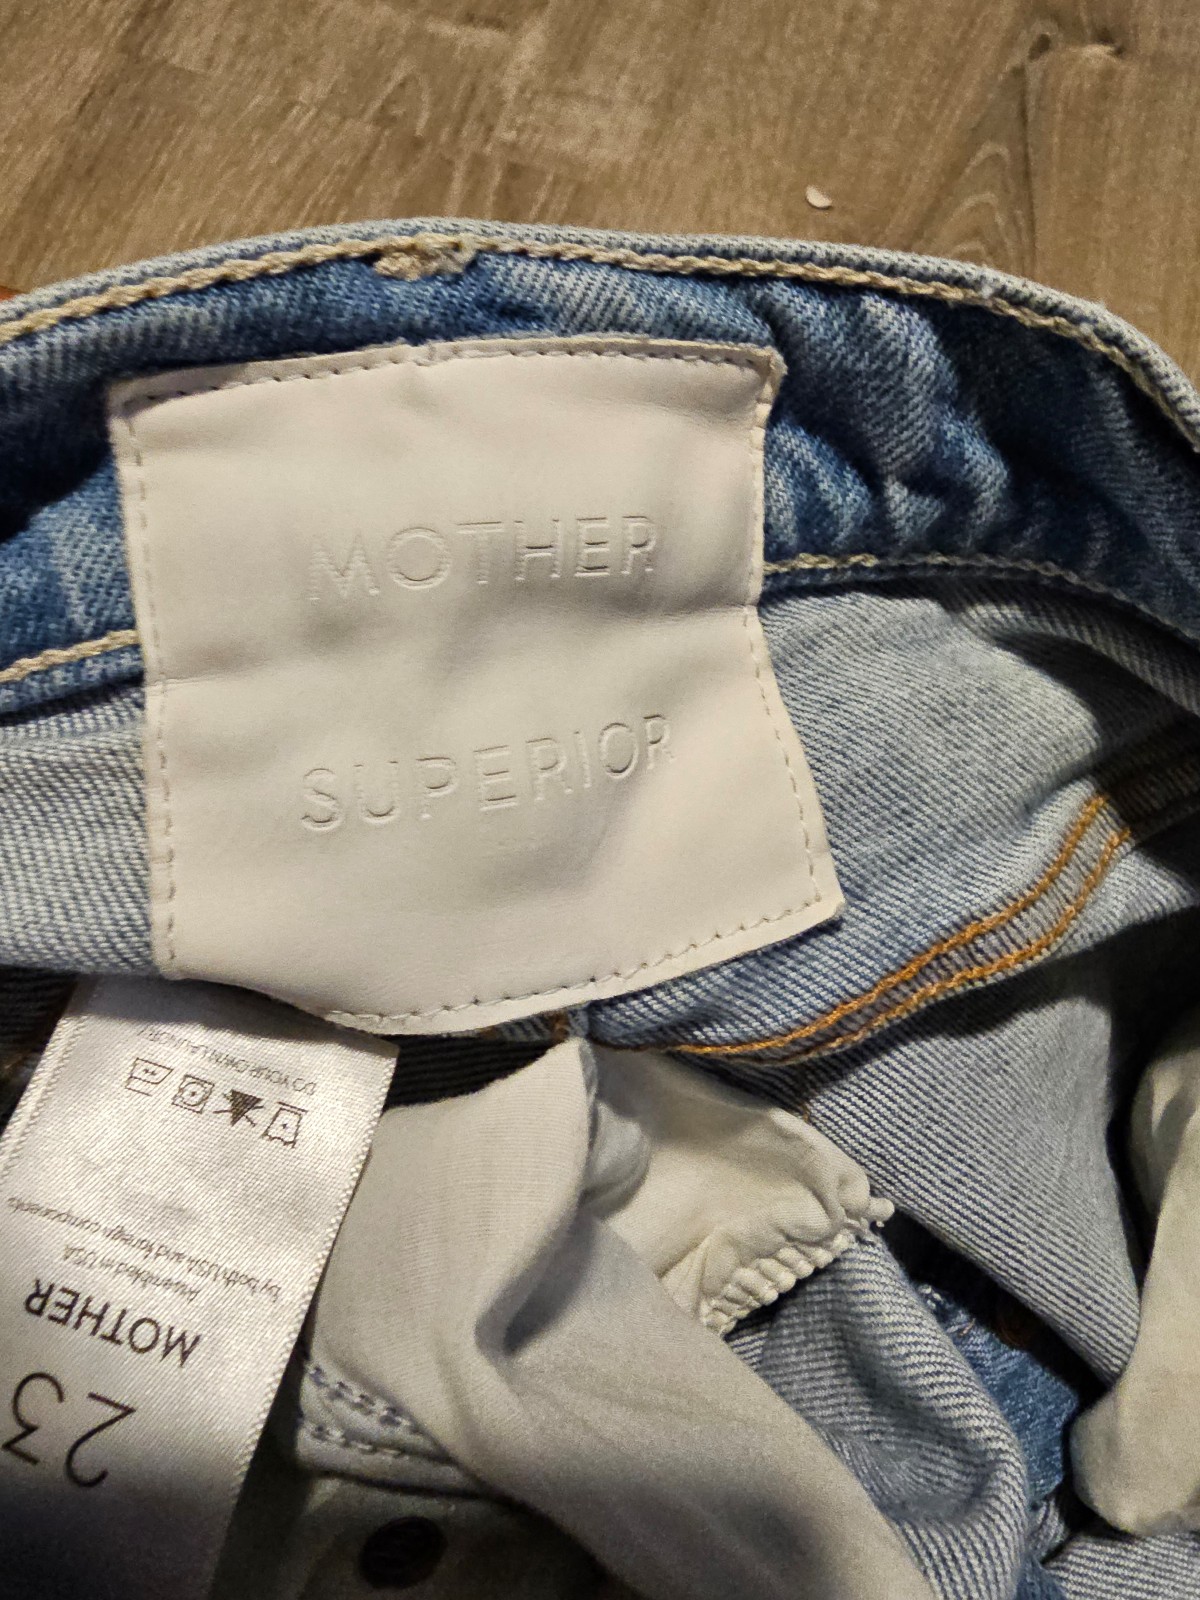 MOTHER
SUPERIOR
23
MOTHER
Assembled in USA
by both USA and foreign components
DO YOUR OWN LAUNDRY